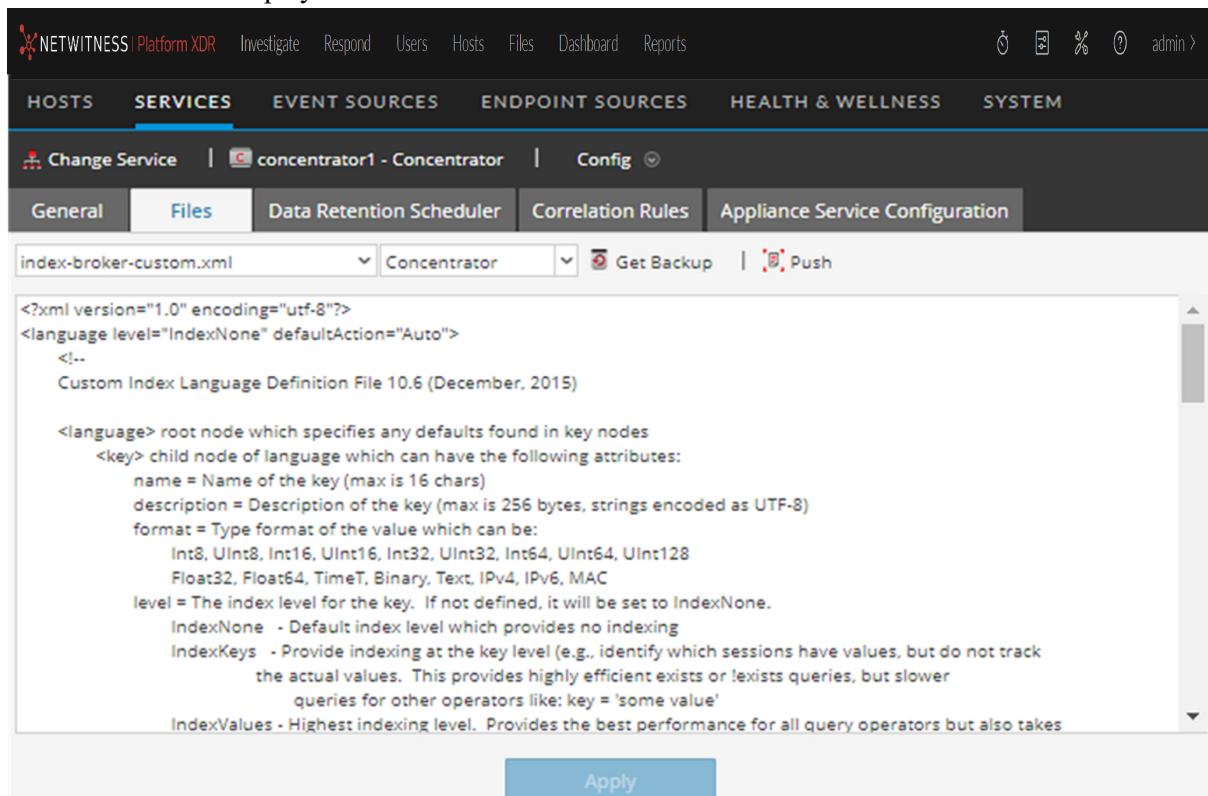 NETWITNESS | Platform XDR Investigate Respond Users Hosts Files Dashboard Reports admin >
HOSTS SERVICES EVENT SOURCES ENDPOINT SOURCES HEALTH & WELLNESS SYSTEM
Change Service | concentrator1 - Concentrator | Config
General Files Data Retention Scheduler Correlation Rules Appliance Service Configuration
index-broker-custom.xml Concentrator Get Backup | Push
<?xml version="1.0" encoding="utf-8"?>
<language level="IndexNone" defaultAction="Auto">
<!--
Custom Index Language Definition File 10.6 (December, 2015)
<language> root node which specifies any defaults found in key nodes
<key> child node of language which can have the following attributes:
name = Name of the key (max is 16 chars)
description = Description of the key (max is 256 bytes, strings encoded as UTF-8)
format = Type format of the value which can be:
Int8, UInt8, Int16, UInt16, Int32, UInt32, Int64, UInt64, UInt128
Float32, Float64, TimeT, Binary, Text, IPv4, IPv6, MAC
level = The index level for the key. If not defined, it will be set to IndexNone.
IndexNone - Default index level which provides no indexing
IndexKeys - Provide indexing at the key level (e.g., identify which sessions have values, but do not track
the actual values. This provides highly efficient exists or !exists queries, but slower
queries for other operators like: key = 'some value'
IndexValues - Highest indexing level. Provides the best performance for all query operators but also takes
Apply